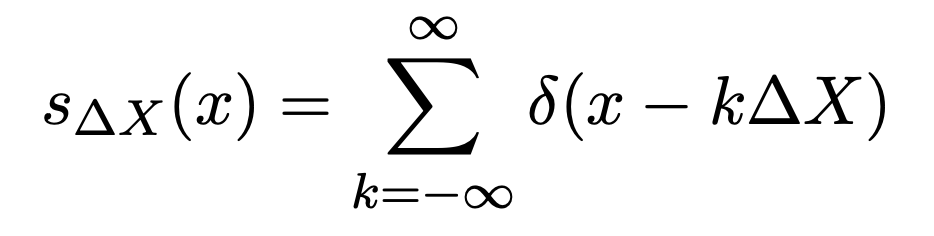 $$s_{\Delta X}(x) = \sum_{k=-\infty}^{\infty} \delta(x - k\Delta X)$$